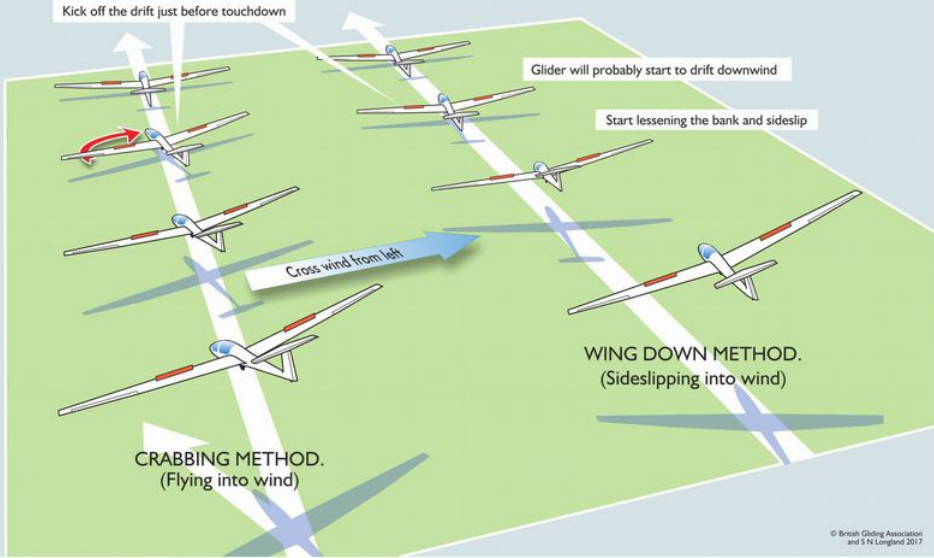 Kick off the drift just before touchdown
Glider will probably start to drift downwind
Start lessening the bank and sideslip
Cross wind from left
WING DOWN METHOD.
(Sideslipping into wind)
CRABBING METHOD.
(Flying into wind)
© British Gliding Association
and S N Longland 2017